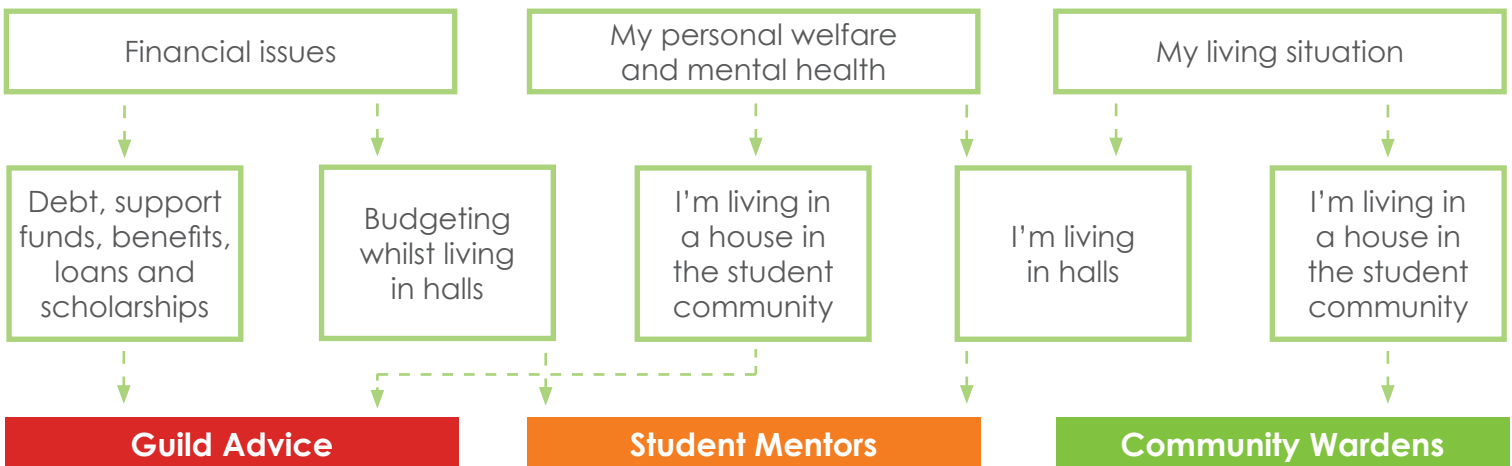 Financial issues
My personal welfare
and mental health
My living situation
Debt, support
funds, benefits,
loans and
scholarships
Budgeting
whilst living
in halls
I'm living in
a house in
the student
community
I'm living
in halls
I'm living in
a house in
the student
community
Guild Advice
Student Mentors
Community Wardens